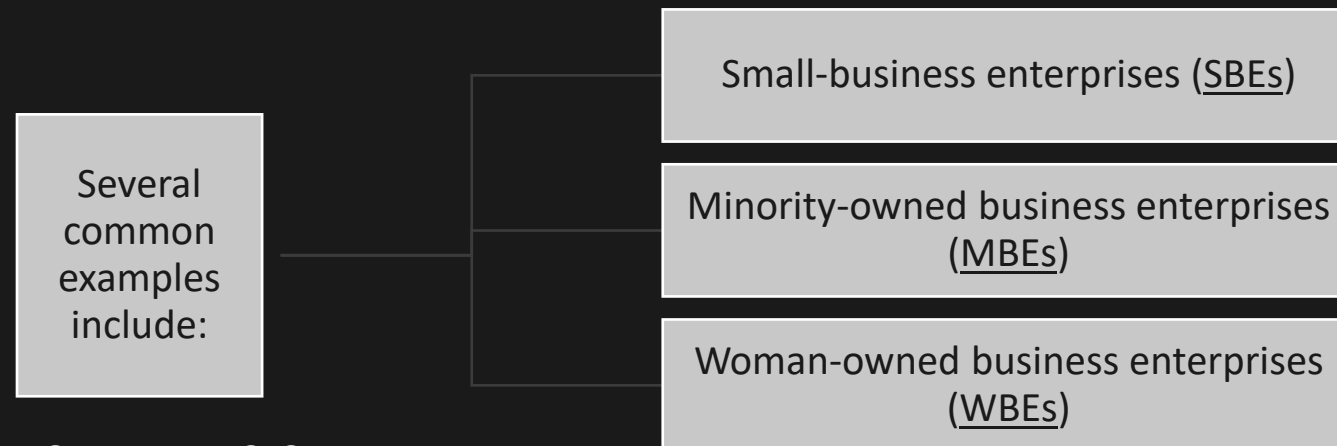 Several
common
examples
include:
Small-business enterprises (SBEs)
Minority-owned business enterprises
(MBEs)
Woman-owned business enterprises
(WBEs)